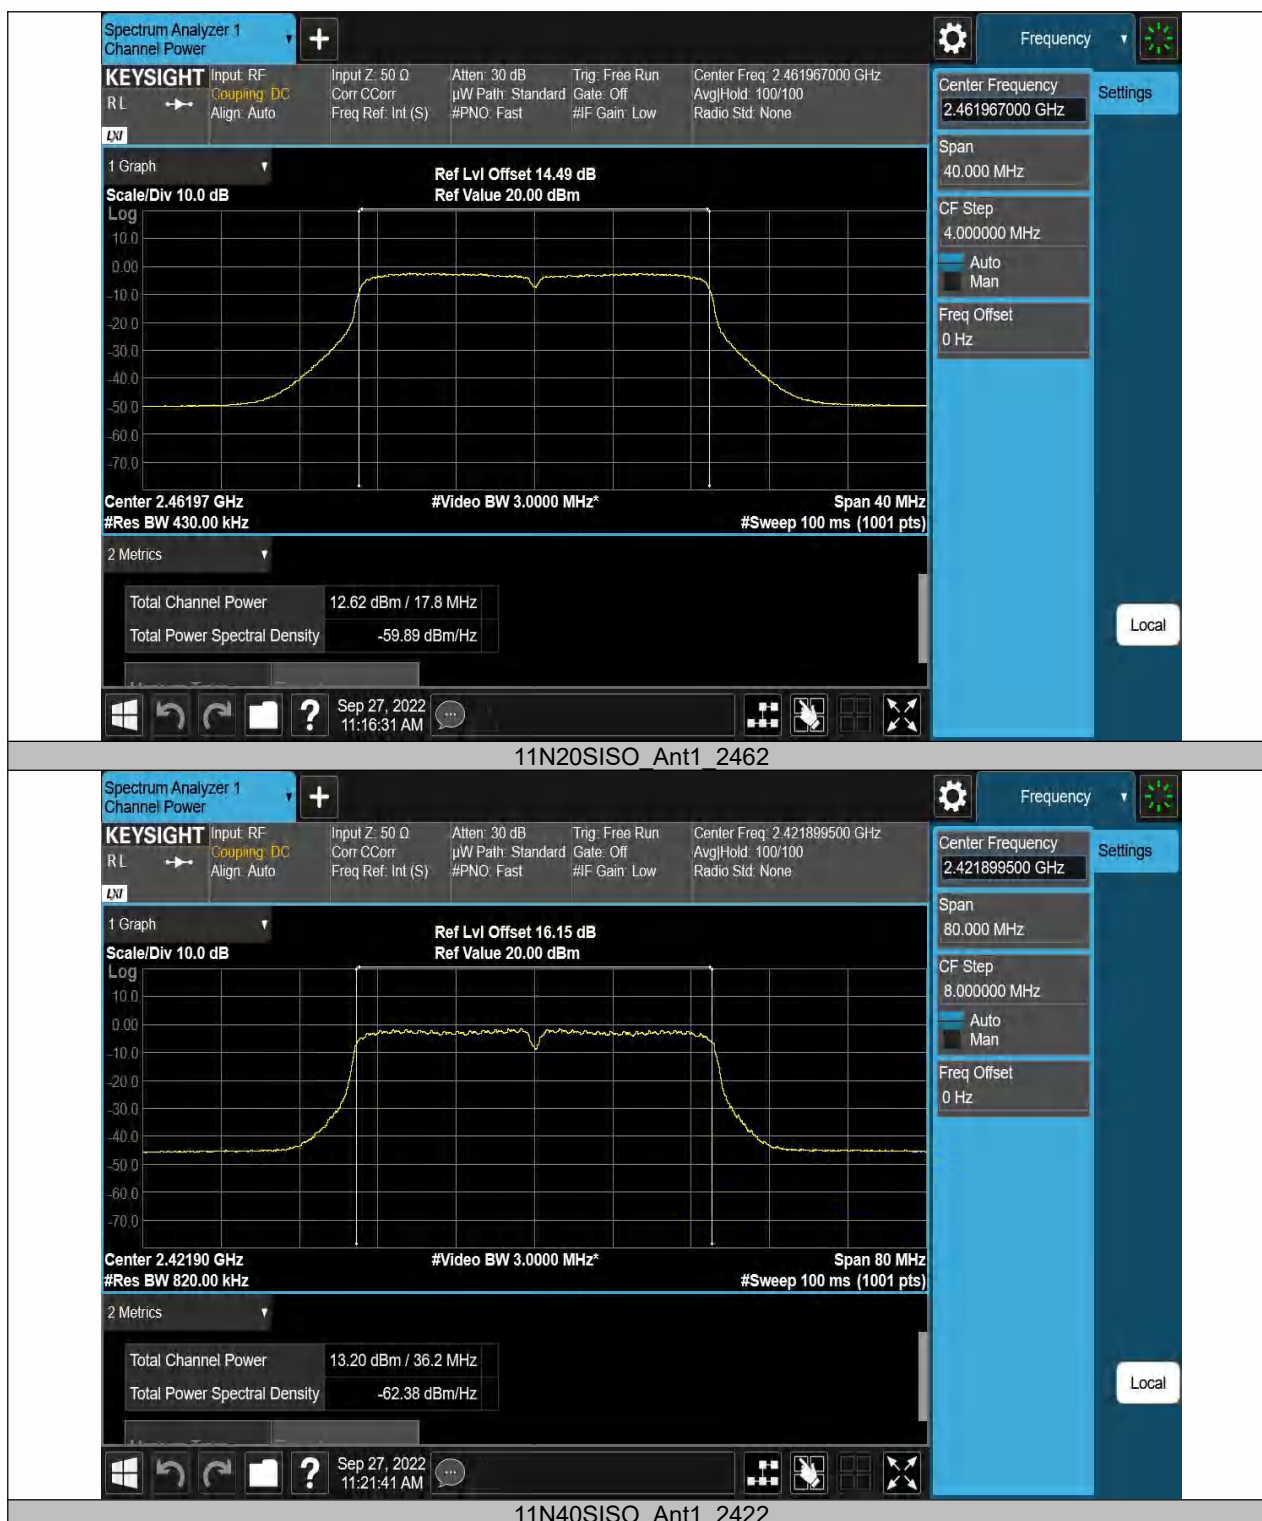 Spectrum Analyzer 1
Channel Power
Frequency
KEYSIGHT
RL
LXI
Input: RF
Coupling: DC
Align: Auto
Input Z: 50 Ω
Corr CCorr
Freq Ref: Int (S)
Atten: 30 dB
µW Path: Standard
#PNO: Fast
Trig: Free Run
Gate: Off
#IF Gain: Low
Center Freq: 2.461967000 GHz
Avg|Hold: 100/100
Radio Std: None
Center Frequency
2.461967000 GHz
Settings
Span
40.000 MHz
CF Step
4.000000 MHz
Auto
Man
Freq Offset
0 Hz
Local
1 Graph
Scale/Div 10.0 dB
Ref Lvl Offset 14.49 dB
Ref Value 20.00 dBm
Log
10.0
0.00
-10.0
-20.0
-30.0
-40.0
-50.0
-60.0
-70.0
Center 2.46197 GHz
#Video BW 3.0000 MHz*
Span 40 MHz
#Res BW 430.00 kHz
#Sweep 100 ms (1001 pts)
2 Metrics
Total Channel Power 12.62 dBm / 17.8 MHz
Total Power Spectral Density -59.89 dBm/Hz
?
Sep 27, 2022
11:16:31 AM
11N20SISO_Ant1_2462
Spectrum Analyzer 1
Channel Power
Frequency
KEYSIGHT
RL
LXI
Input: RF
Coupling: DC
Align: Auto
Input Z: 50 Ω
Corr CCorr
Freq Ref: Int (S)
Atten: 30 dB
µW Path: Standard
#PNO: Fast
Trig: Free Run
Gate: Off
#IF Gain: Low
Center Freq: 2.421899500 GHz
Avg|Hold: 100/100
Radio Std: None
Center Frequency
2.421899500 GHz
Settings
Span
80.000 MHz
CF Step
8.000000 MHz
Auto
Man
Freq Offset
0 Hz
Local
1 Graph
Scale/Div 10.0 dB
Ref Lvl Offset 16.15 dB
Ref Value 20.00 dBm
Log
10.0
0.00
-10.0
-20.0
-30.0
-40.0
-50.0
-60.0
-70.0
Center 2.42190 GHz
#Video BW 3.0000 MHz*
Span 80 MHz
#Res BW 820.00 kHz
#Sweep 100 ms (1001 pts)
2 Metrics
Total Channel Power 13.20 dBm / 36.2 MHz
Total Power Spectral Density -62.38 dBm/Hz
?
Sep 27, 2022
11:21:41 AM
11N40SISO_Ant1_2422